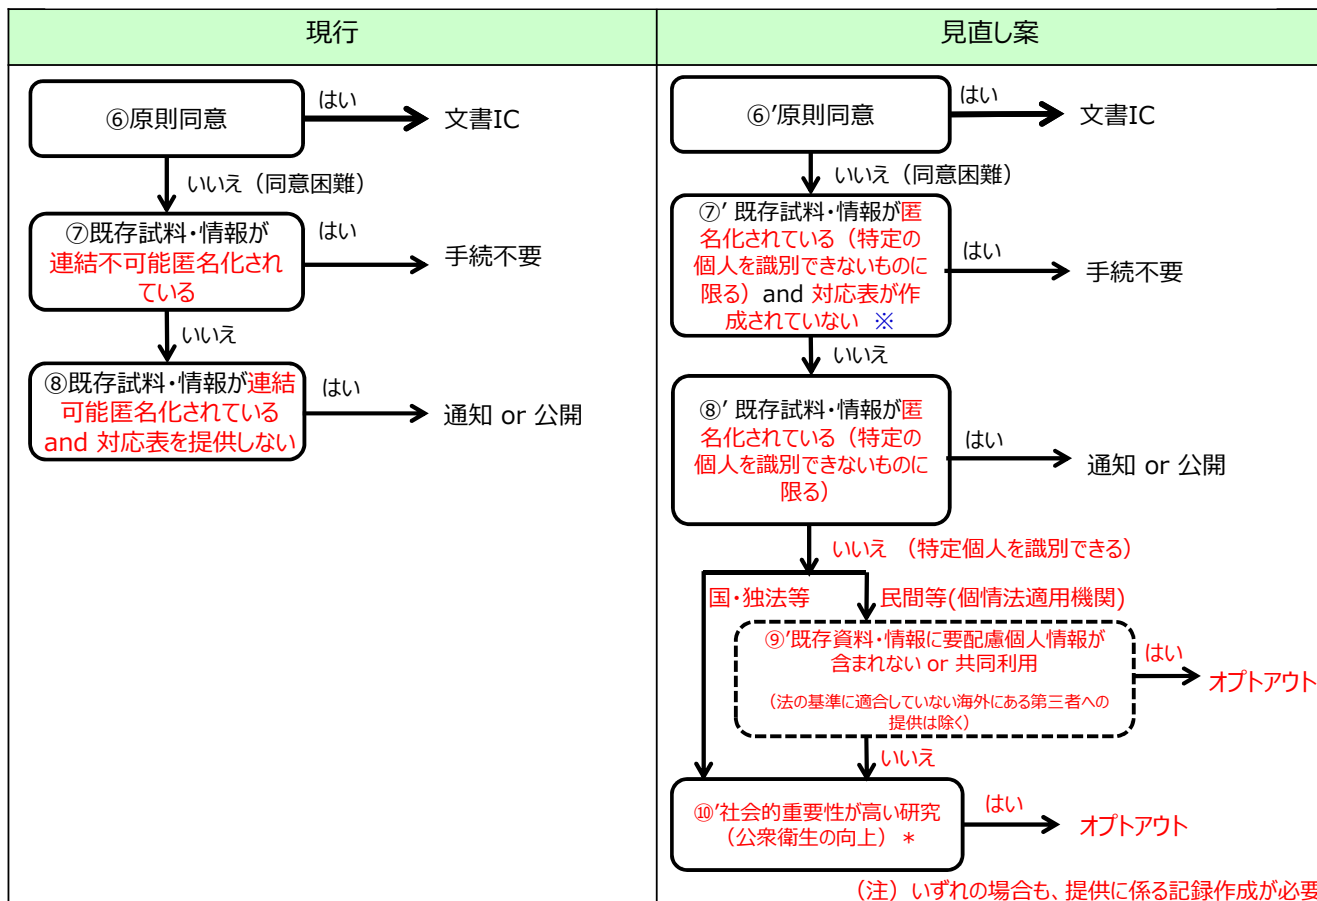 現行
⑥原則同意
はい
文書IC
いいえ（同意困難）
⑦既存試料・情報が
連結不可能匿名化され
ている
はい
手続不要
いいえ
⑧既存試料・情報が連結
可能匿名化されている
and 対応表を提供しない
はい
通知 or 公開
見直し案
⑥’原則同意
はい
文書IC
いいえ（同意困難）
⑦’ 既存試料・情報が匿
名化されている（特定の
個人を識別できないものに
限る）and 対応表が作
成されていない ※
はい
手続不要
いいえ
⑧’ 既存試料・情報が匿
名化されている（特定の
個人を識別できないものに
限る）
はい
通知 or 公開
いいえ （特定個人を識別できる）
国・独法等
民間等(個情法適用機関)
⑨’既存資料・情報に要配慮個人情報が
含まれない or 共同利用
（法の基準に適合していない海外にある第三者への
提供は除く）
はい
オプトアウト
いいえ
⑩’社会的重要性が高い研究
（公衆衛生の向上）＊
はい
オプトアウト
（注）いずれの場合も、提供に係る記録作成が必要